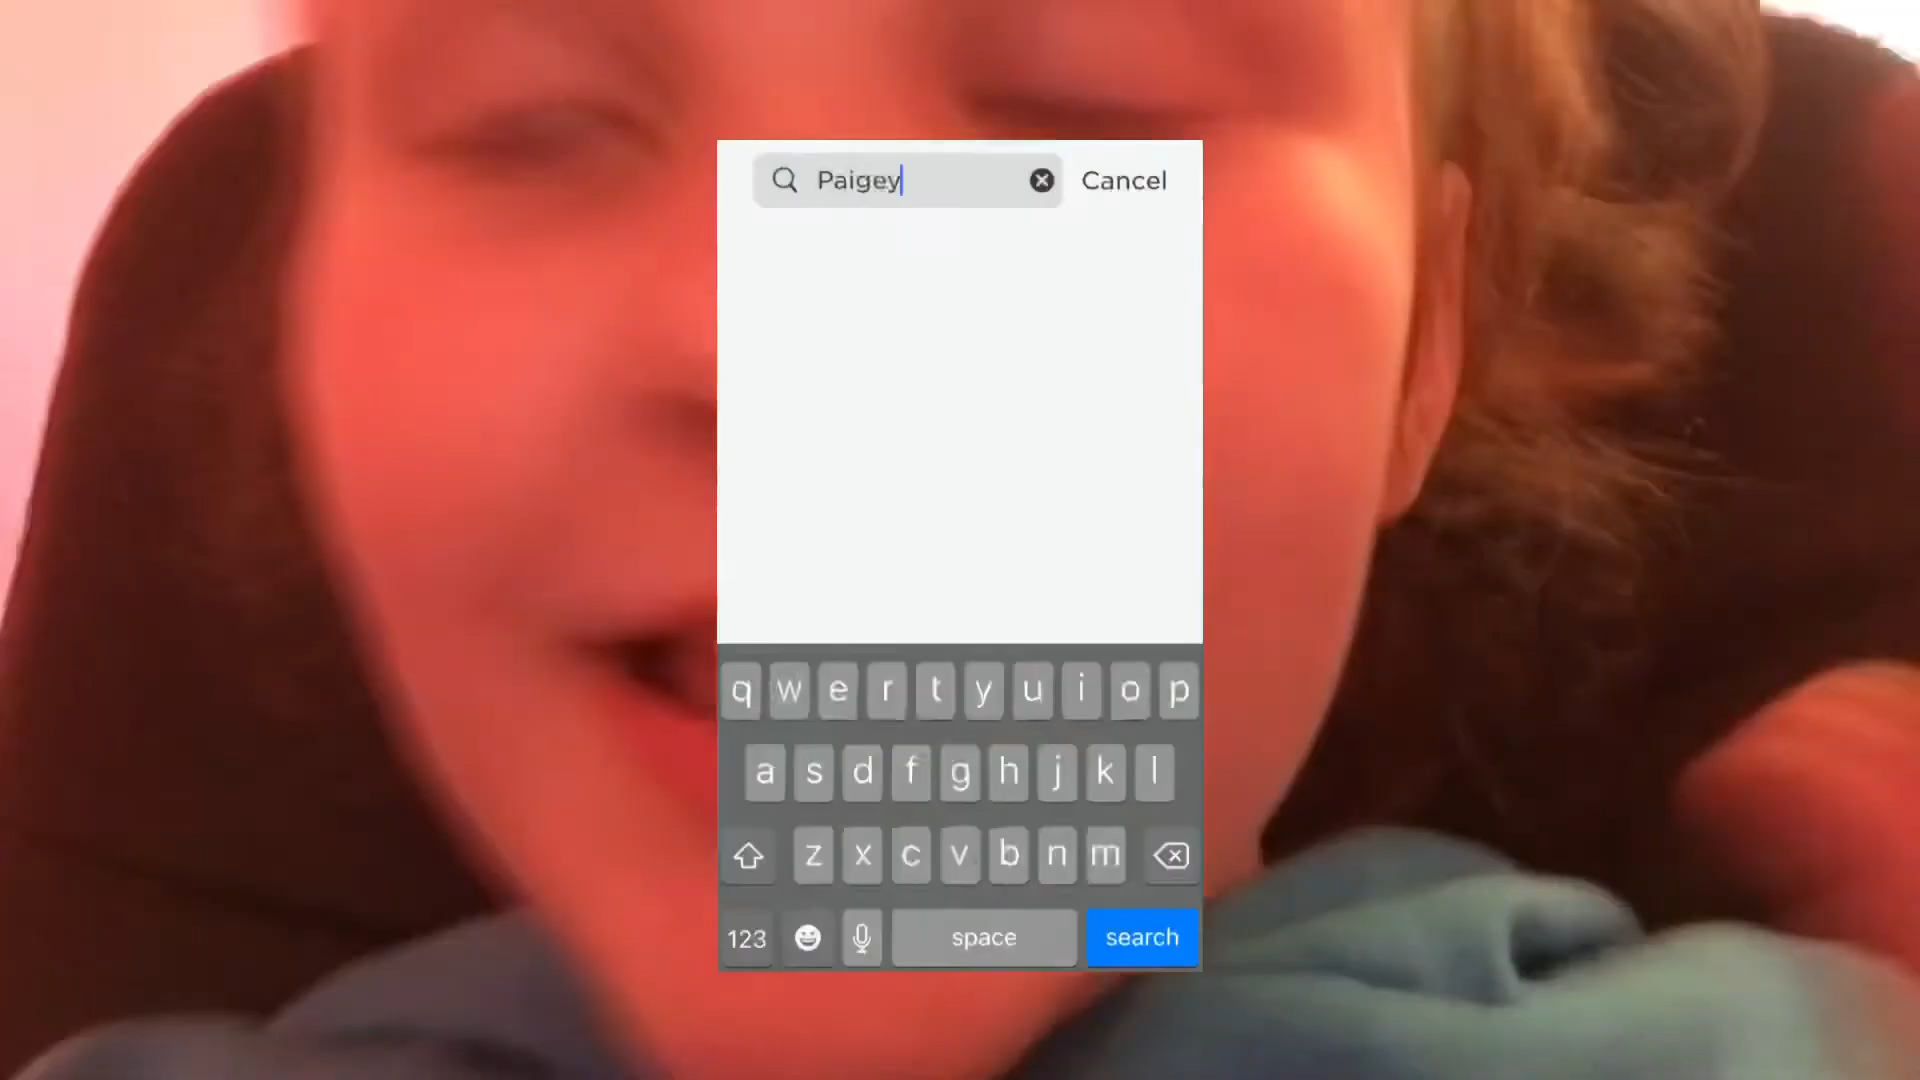 Paigey Cancel
q w e r t y u i o p
a s d f g h j k l
z x c v b n m
123 space search